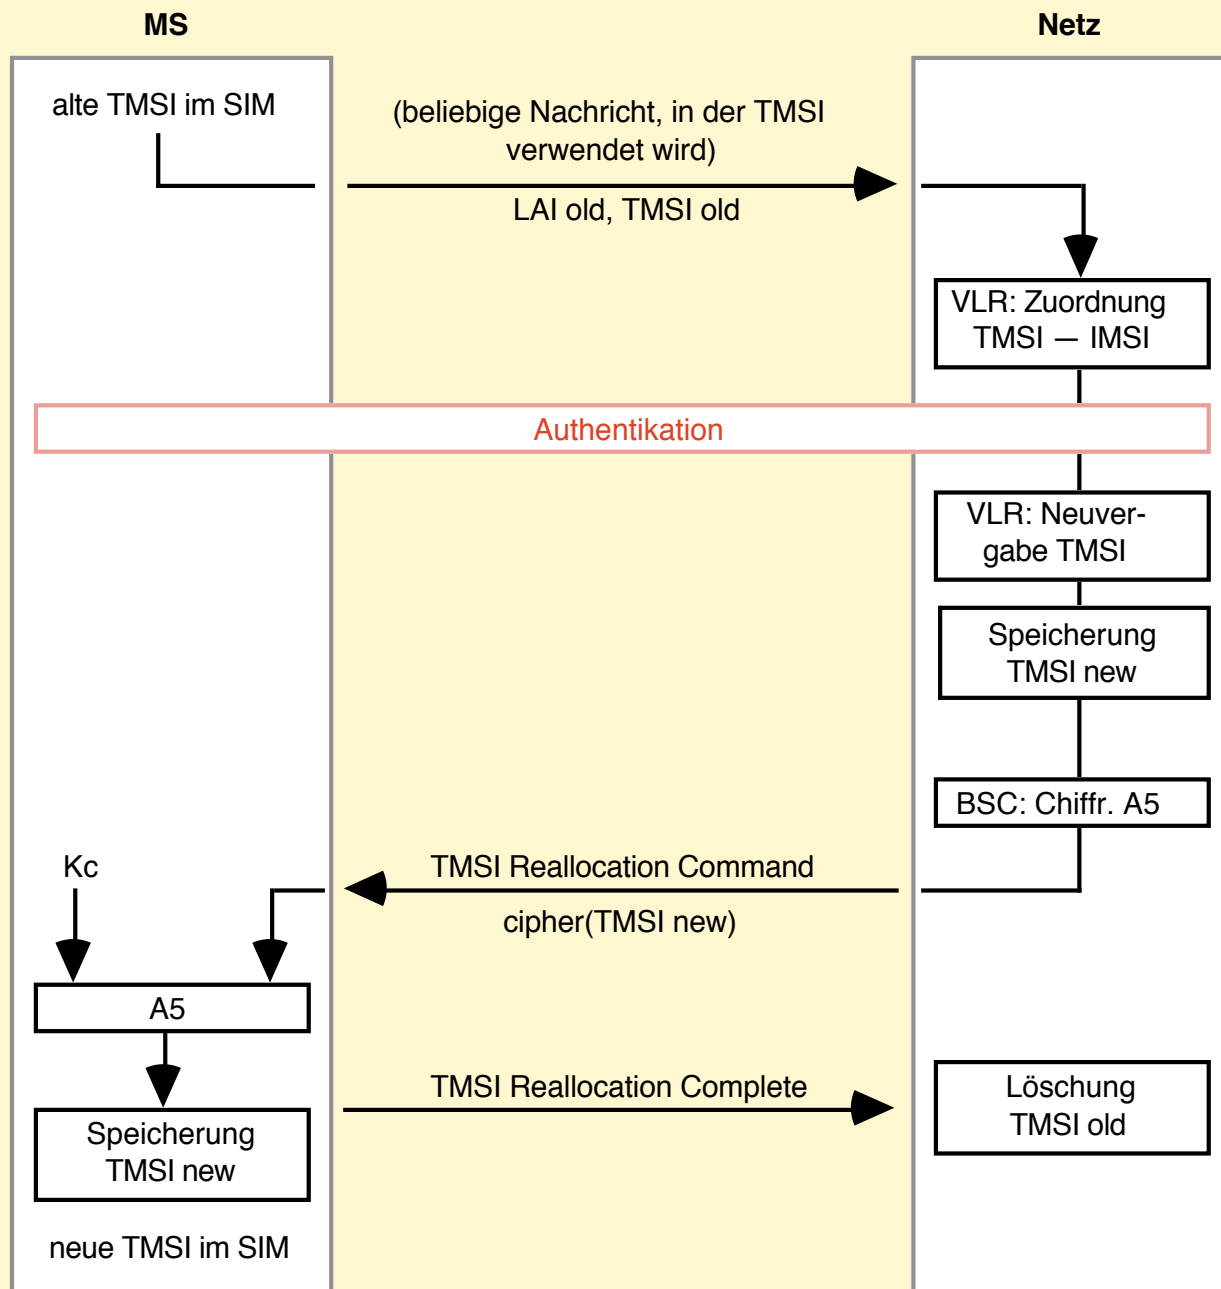 MS
Netz
alte TMSI im SIM
(beliebige Nachricht, in der TMSI
verwendet wird)
LAI old, TMSI old
VLR: Zuordnung
TMSI — IMSI
Authentikation
VLR: Neuver-
gabe TMSI
Speicherung
TMSI new
BSC: Chiffr. A5
TMSI Reallocation Command
cipher(TMSI new)
Kc
A5
TMSI Reallocation Complete
Löschung
TMSI old
Speicherung
TMSI new
neue TMSI im SIM